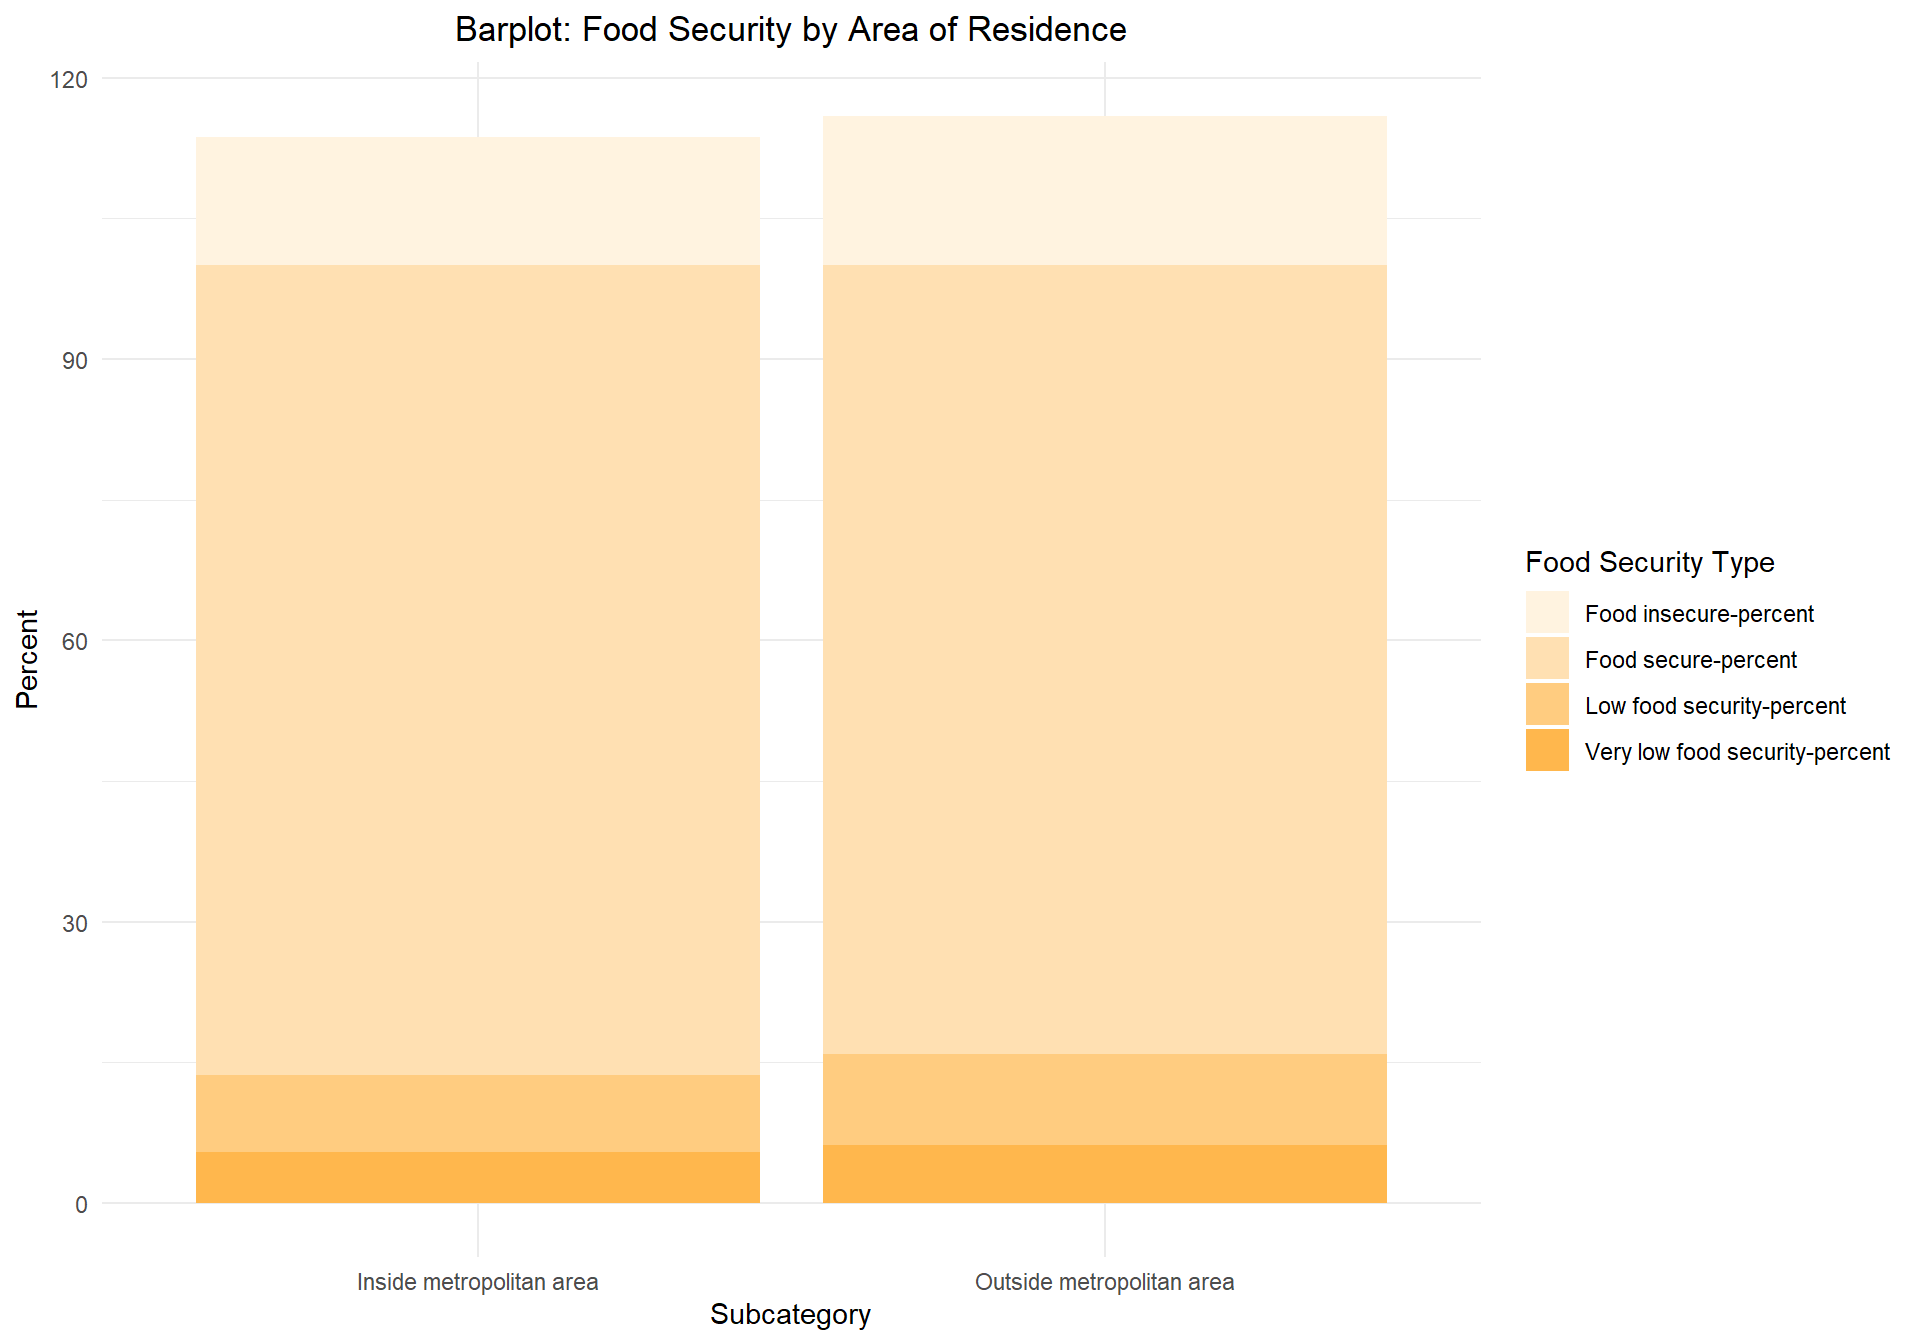 Barplot: Food Security by Area of Residence
120
90
60
30
0
Percent
Inside metropolitan area
Outside metropolitan area
Subcategory
Food Security Type
Food insecure-percent
Food secure-percent
Low food security-percent
Very low food security-percent